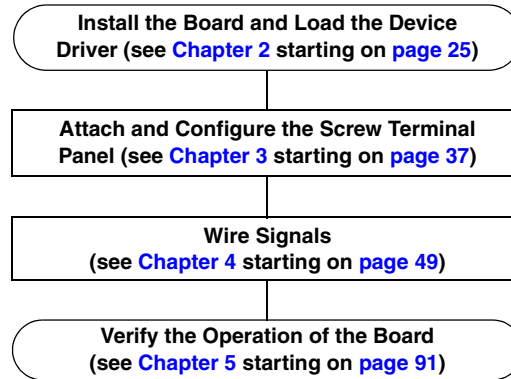 Install the Board and Load the Device
Driver (see Chapter 2 starting on page 25)
Attach and Configure the Screw Terminal
Panel (see Chapter 3 starting on page 37)
Wire Signals
(see Chapter 4 starting on page 49)
Verify the Operation of the Board
(see Chapter 5 starting on page 91)